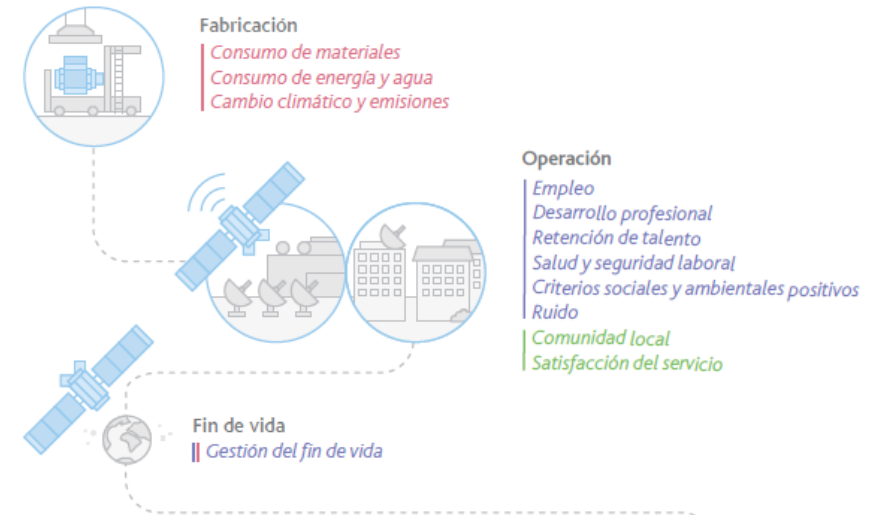 Fabricación
Consumo de materiales
Consumo de energía y agua
Cambio climático y emisiones
Operación
Empleo
Desarrollo profesional
Retención de talento
Salud y seguridad laboral
Criterios sociales y ambientales positivos
Ruido
Comunidad local
Satisfacción del servicio
Fin de vida
Gestión del fin de vida